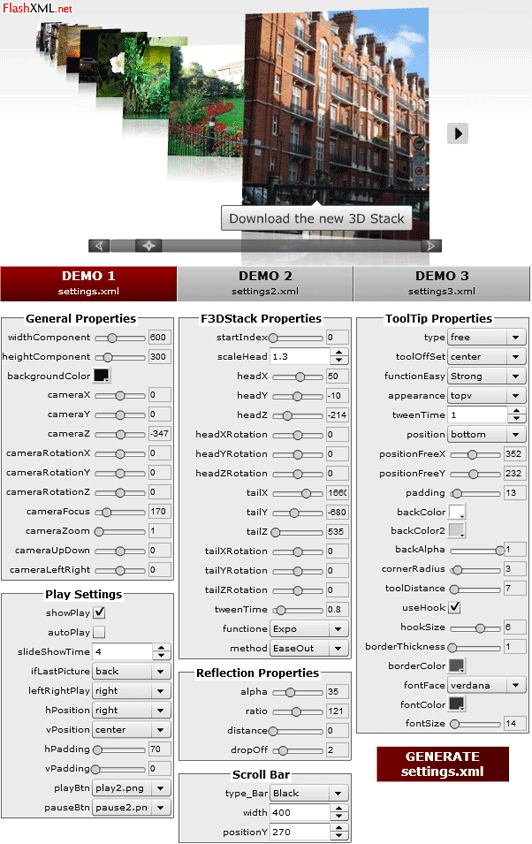 FlashXML.net
Download the new 3D Stack
DEMO 1
settings.xml
DEMO 2
settings2.xml
DEMO 3
settings3.xml
General Properties
widthComponent 600
heightComponent 300
backgroundColor
cameraX 0
cameraY 0
cameraZ -347
cameraRotationX 0
cameraRotationY 0
cameraRotationZ 0
cameraFocus 170
cameraZoom 1
cameraUpDown 0
cameraLeftRight 0
Play Settings
showPlay
autoPlay
slideShowTime 4
ifLastPicture back
leftRightPlay right
hPosition right
vPosition center
hPadding 70
vPadding 0
playBtn play2.png
pauseBtn pause2.pn
F3DStack Properties
startIndex 0
scaleHead 1.3
headX 50
headY -10
headZ -214
headXRotation 0
headYRotation 0
headZRotation 0
tailX 1660
tailY -680
tailZ 535
tailXRotation 0
tailYRotation 0
tailZRotation 0
tweenTime 0.8
functione Expo
method EaseOut
Reflection Properties
alpha 35
ratio 121
distance 0
dropOff 2
Scroll Bar
type_Bar Black
width 400
positionY 270
ToolTip Properties
type free
toolOffSet center
functionEasy Strong
appearance topv
tweenTime 1
position bottom
positionFreeX 352
positionFreeY 232
padding 13
backColor
backColor2
backAlpha 1
cornerRadius 3
toolDistance 7
useHook
hookSize 6
borderThickness 1
borderColor
fontFace verdana
fontColor
fontSize 14
GENERATE
settings.xml